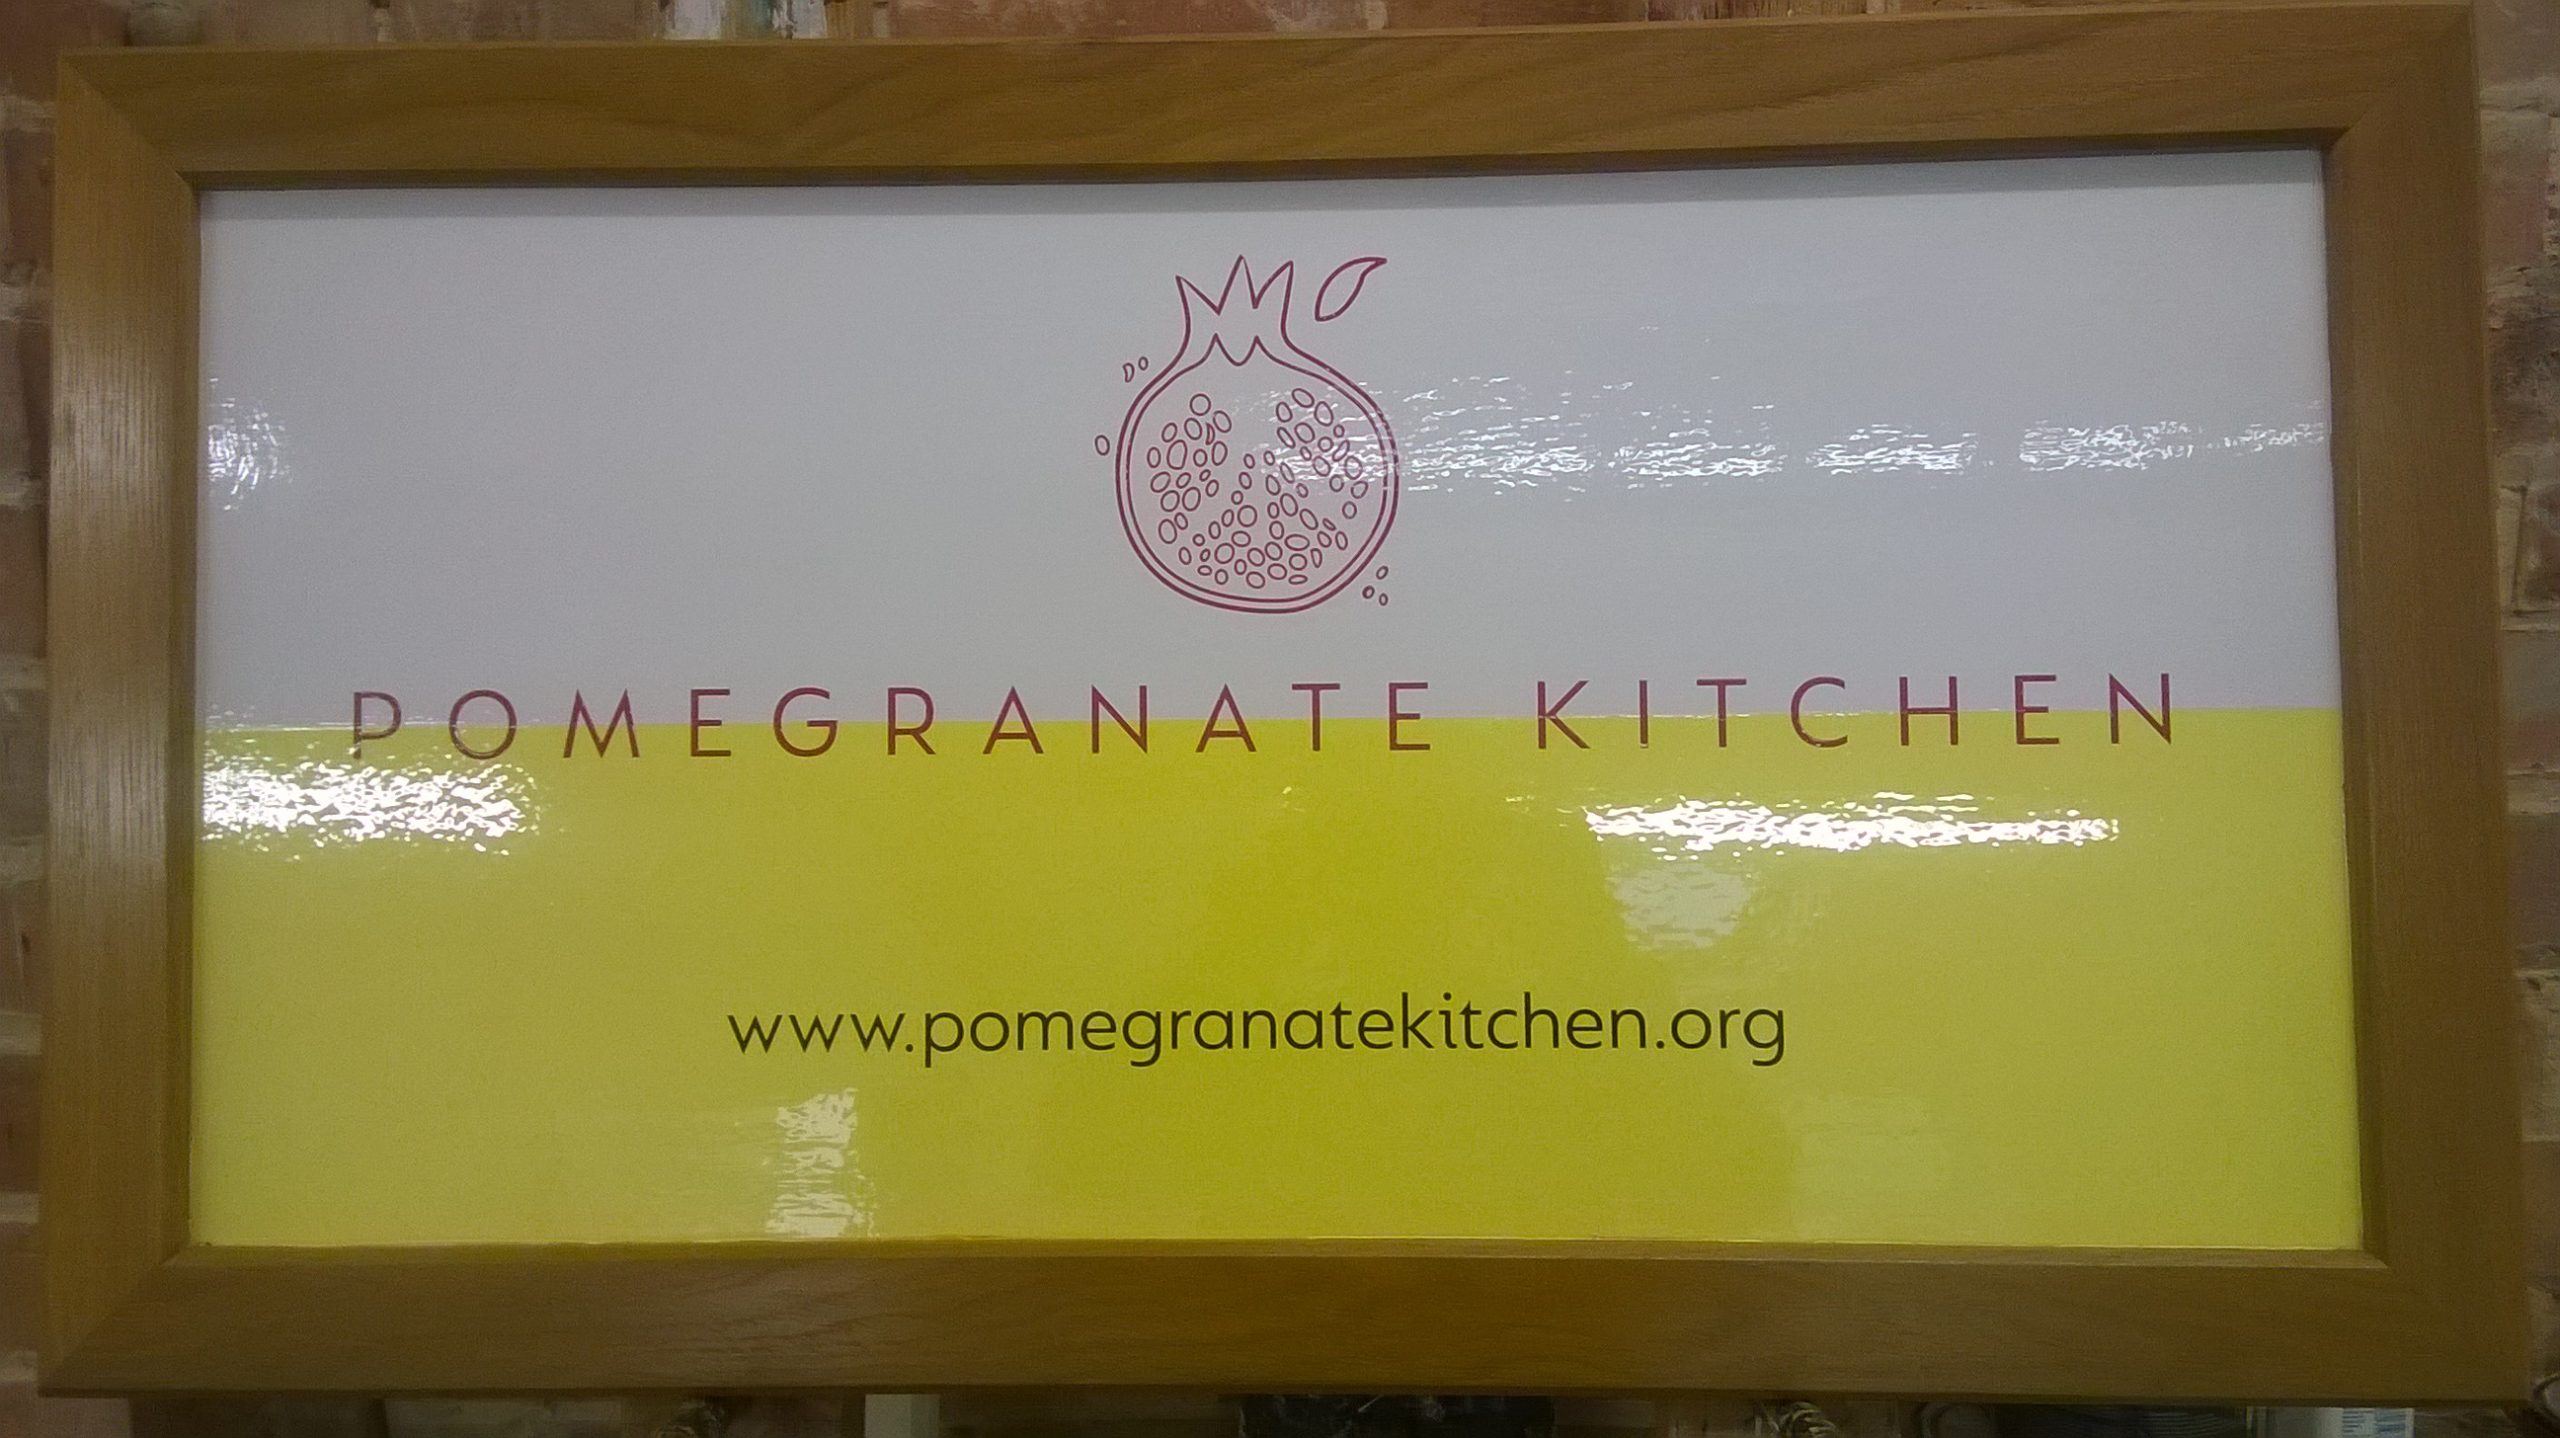 POMEGRANATE KITCHEN
www.pomegranatekitchen.org